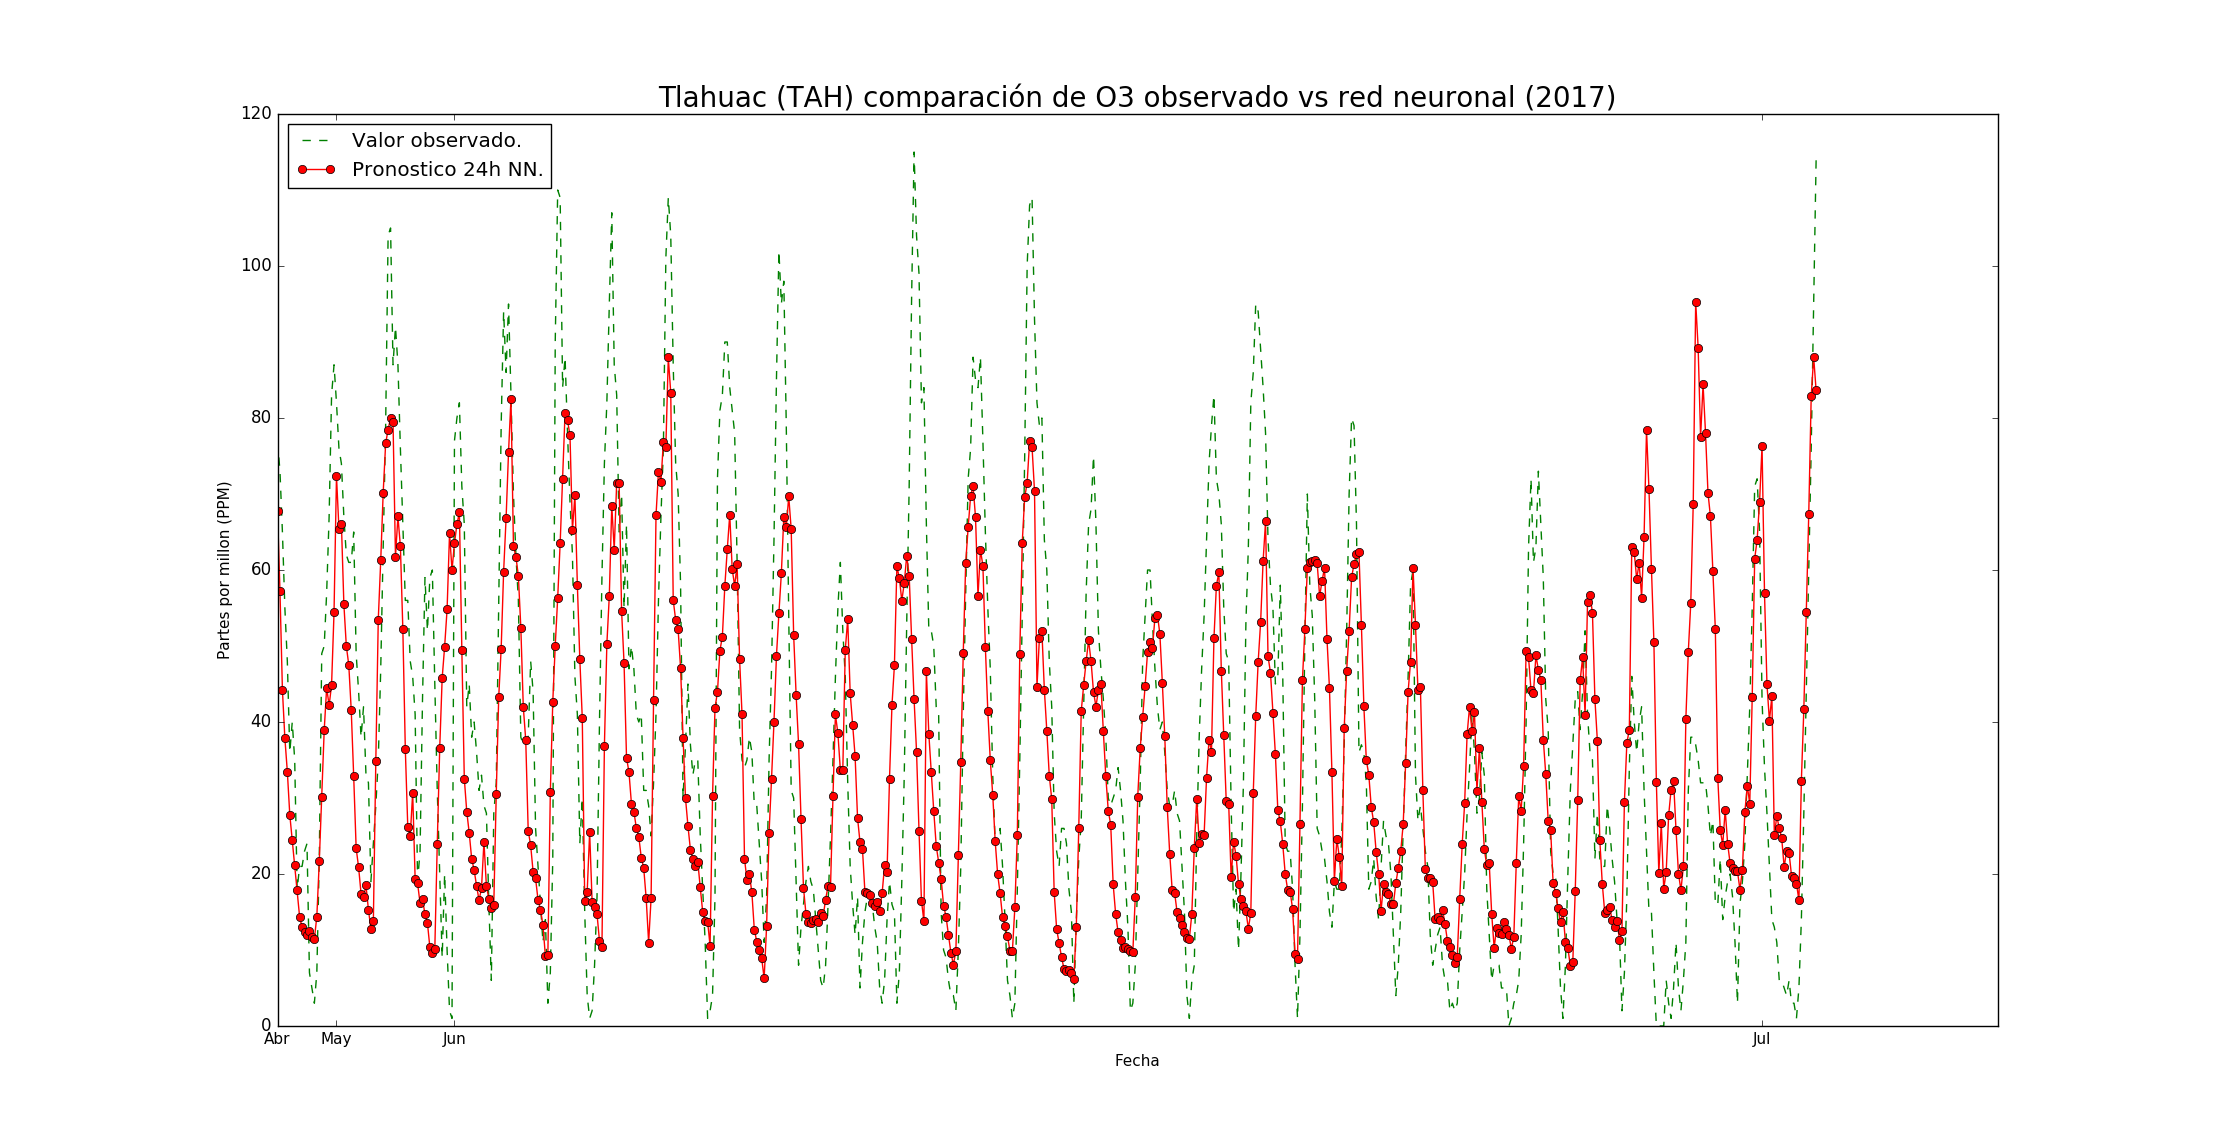 Tlahuac (TAH) comparación de O3 observado vs red neuronal (2017)
120
100
80
60
40
20
0
Valor observado.
Pronostico 24h NN.
Partes por millon (PPM)
Abr May Jun Jul
Fecha